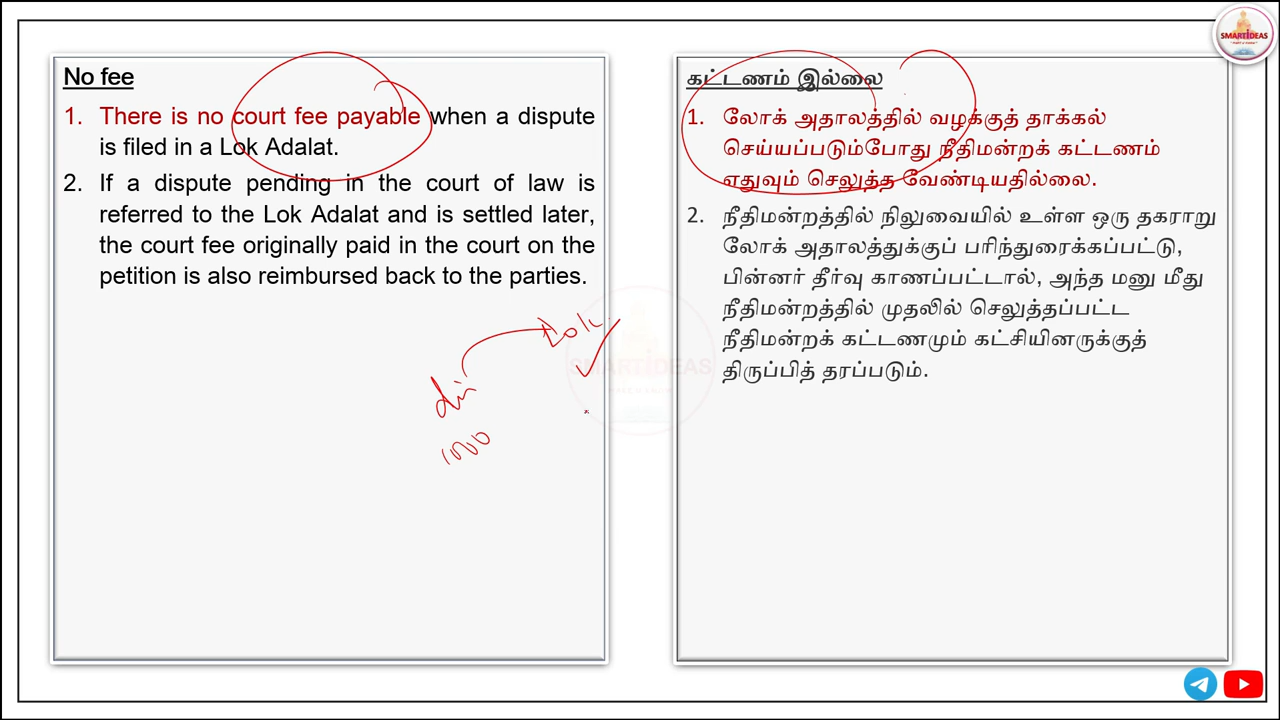 SMARTIDEAS
No fee
1. There is no court fee payable when a dispute
is filed in a Lok Adalat.
2. If a dispute pending in the court of law is
referred to the Lok Adalat and is settled later,
the court fee originally paid in the court on the
petition is also reimbursed back to the parties.
Lok
1000
கட்டணம் இல்லை
1. லோக் அதாலத்தில் வழக்குத் தாக்கல்
செய்யப்படும்போது நீதிமன்றக் கட்டணம்
எதுவும் செலுத்த வேண்டியதில்லை.
2. நீதிமன்றத்தில் நிலுவையில் உள்ள ஒரு தகராறு
லோக் அதாலத்துக்குப் பரிந்துரைக்கப்பட்டு,
பின்னர் தீர்வு காணப்பட்டால், அந்த மனு மீது
நீதிமன்றத்தில் முதலில் செலுத்தப்பட்ட
நீதிமன்றக் கட்டணமும் கட்சியினருக்குத்
திருப்பித் தரப்படும்.
SMARTIDEAS